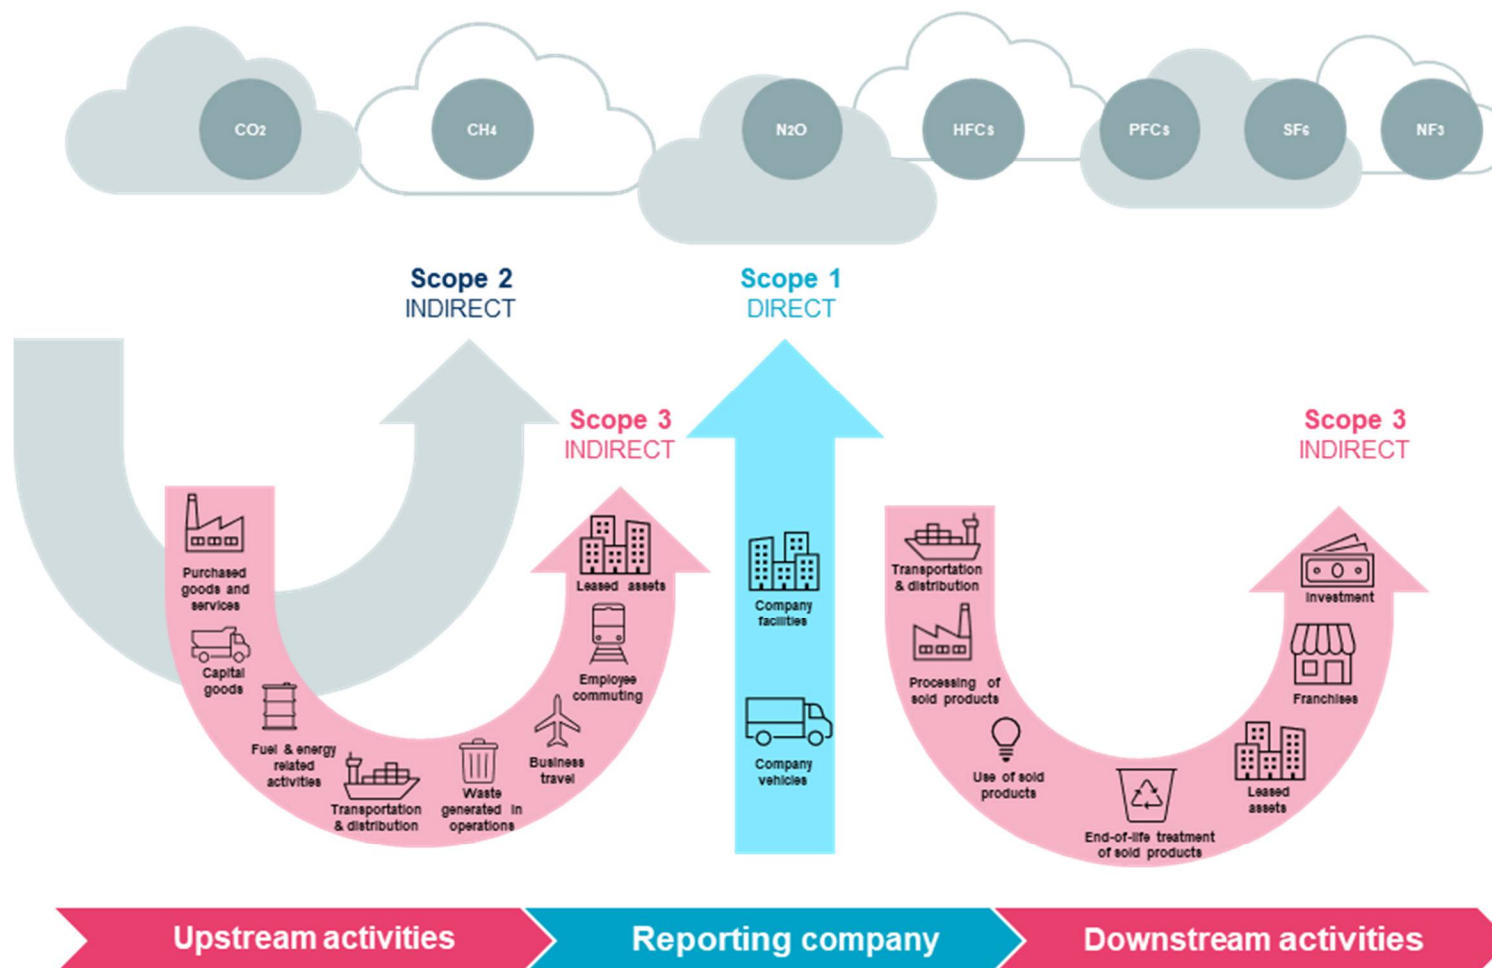 CO2
CH4
N2O
HFCs
PFCs
SF6
NF3
Scope 2
INDIRECT
Scope 1
DIRECT
Scope 3
INDIRECT
Scope 3
INDIRECT
Purchased
goods and
services
Capital
goods
Fuel & energy
related
activities
Transportation
& distribution
Waste
generated in
operations
Business
travel
Employee
commuting
Leased assets
Company
facilities
Company
vehicles
Transportation
& distribution
Processing of
sold products
Use of sold
products
End-of-life treatment
of sold products
Leased
assets
Franchises
Investment
Upstream activities
Reporting company
Downstream activities